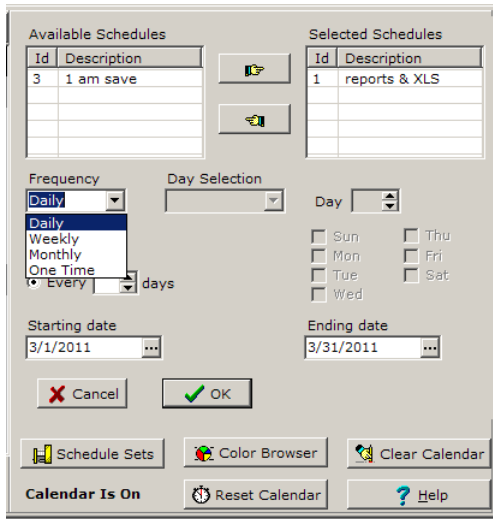 Available Schedules
Selected Schedules
Id Description
3 1 am save
Id Description
1 reports & XLS
Frequency
Day Selection
Daily
Day
Daily
Weekly
Monthly
One Time
Every days
Sun
Mon
Tue
Wed
Thu
Fri
Sat
Starting date
3/1/2011 ...
Ending date
3/31/2011 ...
Cancel
OK
Schedule Sets
Color Browser
Clear Calendar
Calendar Is On
Reset Calendar
Help